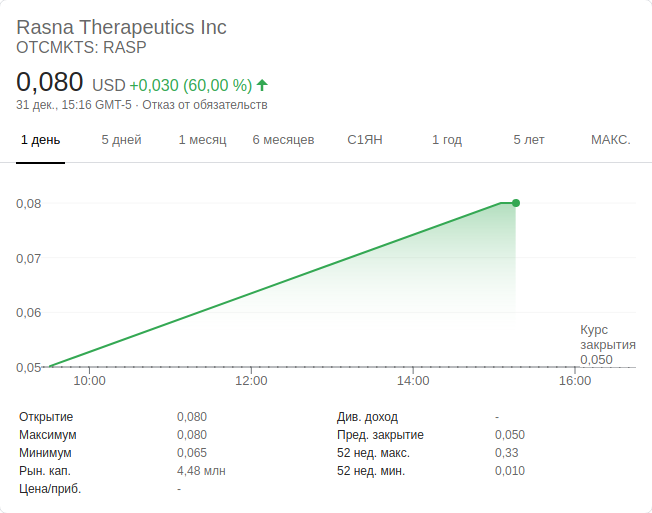 Rasna Therapeutics Inc
OTCMKTS: RASP
0,080 USD +0,030 (60,00 %)
31 дек., 15:16 GMT-5 · Отказ от обязательств
1 день 5 дней 1 месяц 6 месяцев С1ЯН 1 год 5 лет МАКС.
0,08
0,07
0,06
Курс
закрытия
0,050
0,05
10:00 12:00 14:00 16:00
Открытие 0,080 Див. доход -
Максимум 0,080 Пред. закрытие 0,050
Минимум 0,065 52 нед. макс. 0,33
Рын. кап. 4,48 млн 52 нед. мин. 0,010
Цена/приб. -